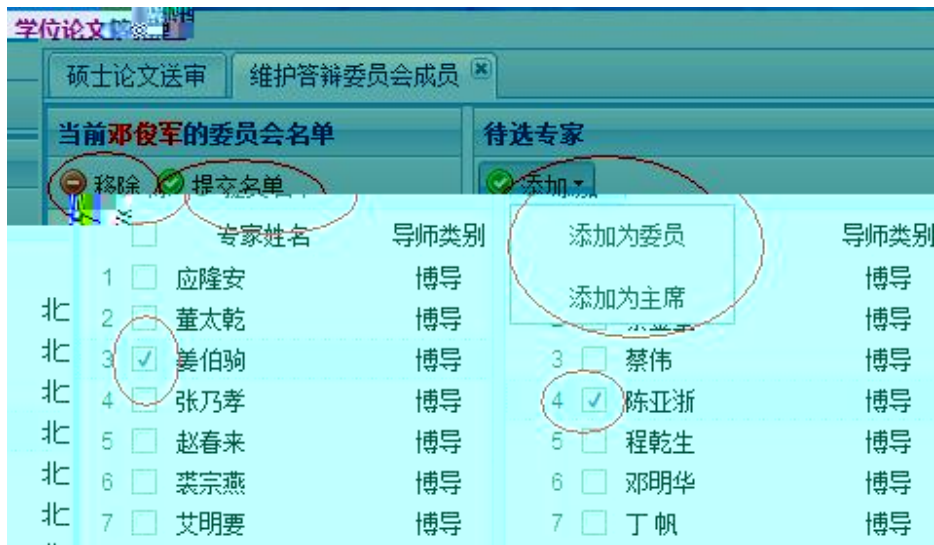 学位论文
硕士论文送审 维护答辩委员会成员
当前邓俊军的委员会名单 待选专家
移除 提交名单 添加
专家姓名 导师类别 添加为委员 导师类别
1 应隆安 博导 博导
添加为主席
北 2 董太乾 博导 博导
北 3 姜伯驹 博导 3 蔡伟 博导
北 4 张乃孝 博导 4 陈亚浙 博导
北 5 赵春来 博导 5 程乾生 博导
北 6 裘宗燕 博导 6 邓明华 博导
北 7 艾明要 博导 7 丁帆 博导